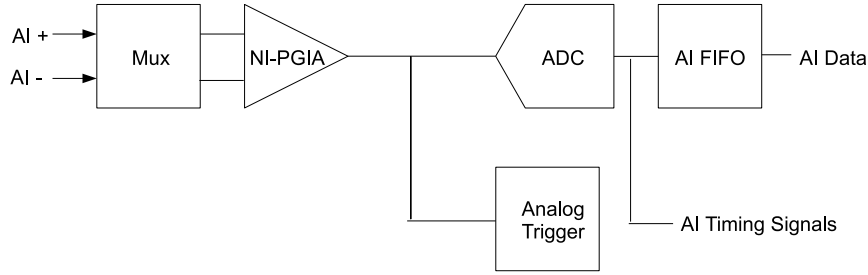 AI +
AI -
Mux
NI-PGIA
ADC
AI FIFO
AI Data
Analog
Trigger
AI Timing Signals